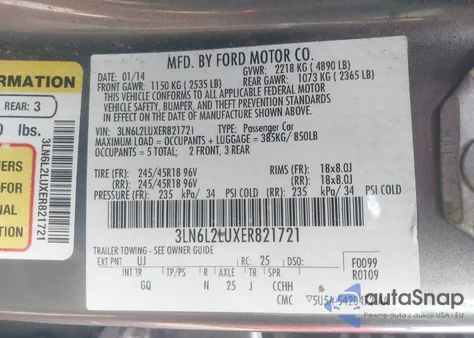 MFD. BY FORD MOTOR CO.
DATE: 01/14 GVWR: 2218 KG ( 4890 LB)
FRONT GAWR: 1150 KG ( 2535 LB) REAR GAWR: 1073 KG ( 2365 LB)
THIS VEHICLE CONFORMS TO ALL APPLICABLE FEDERAL MOTOR
VEHICLE SAFETY, BUMPER, AND THEFT PREVENTION STANDARDS
IN EFFECT ON THE DATE OF MANUFACTURE SHOWN ABOVE.
VIN: 3LN6L2LUXER821721 TYPE: Passenger Car
MAXIMUM LOAD = OCCUPANTS + LUGGAGE = 385KG/ 850LB
OCCUPANTS = 5 TOTAL; 2 FRONT, 3 REAR
TIRE (FR): 245/45R18 96V RIMS (FR): 18x8.0J
(RR): 245/45R18 96V (RR): 18x8.0J
PRESSURE (FR): 235 kPa/ 34 PSI COLD (RR): 235 kPa/ 34 PSI COLD
3LN6L2LUXER821721
TRAILER TOWING - SEE OWNER GUIDE
EXT PNT: UJ RC: 25 DSO: F0099
R0109
INT TR TP/PS R AXLE TR SPR
GQ N 25 J CCHH
CMC
ORMATION
REAR: 3
lbs.
3LN6L2LUXER821721
autoSnap
Доступ к аукционам USA і EU